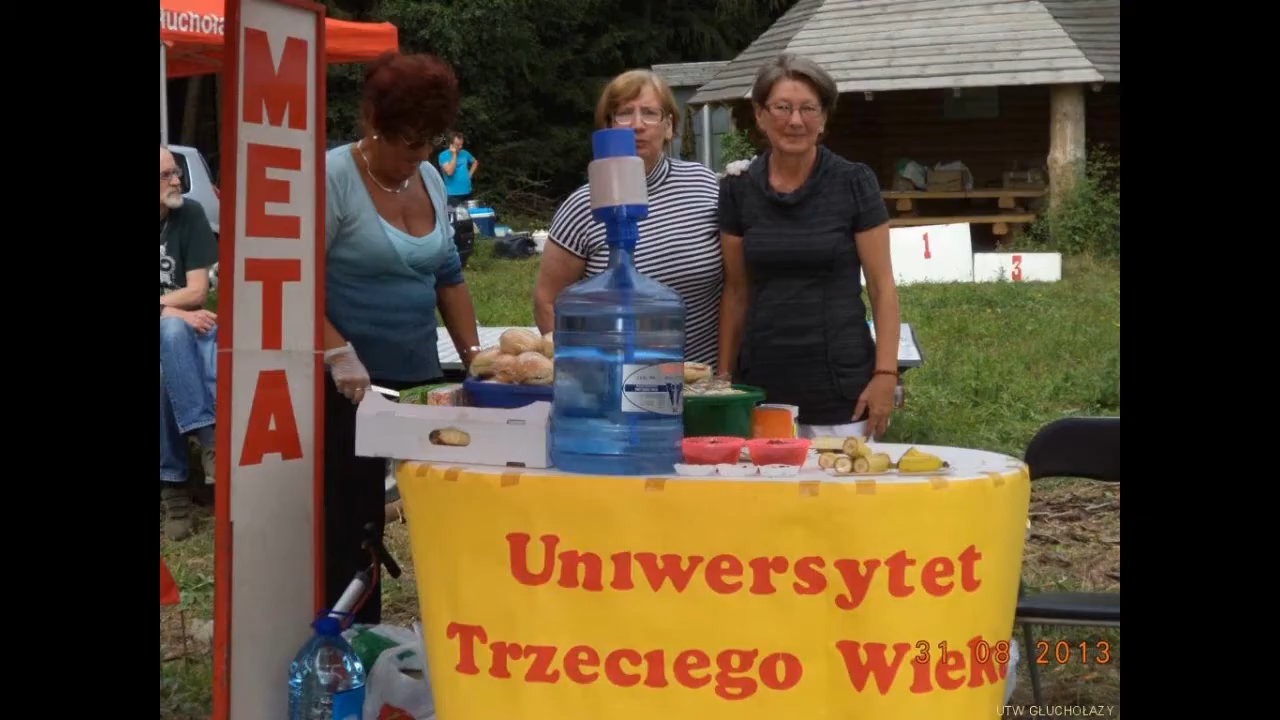 Głuchoła
META
1
3
Uniwersytet
Trzeciego Wieku
31 08 2013
UTW GŁUCHOŁAZY